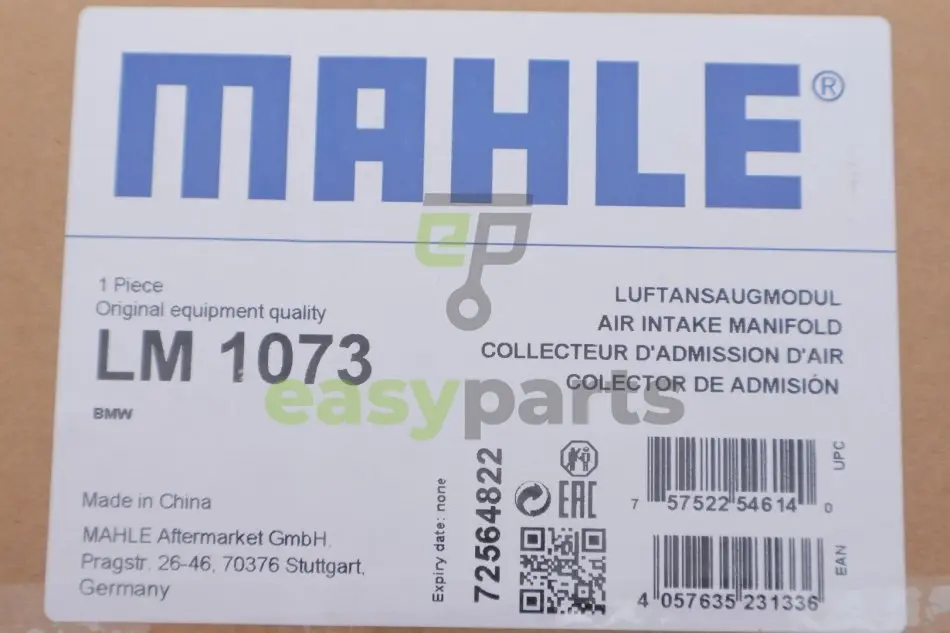 MAHLE®
1 Piece
Original equipment quality
LM 1073
BMW
LUFTANSAUGMODUL
AIR INTAKE MANIFOLD
COLLECTEUR D'ADMISSION D'AIR
COLECTOR DE ADMISIÓN
ep
easyparts
Made in China
MAHLE Aftermarket GmbH.
Pragstr. 26-46, 70376 Stuttgart,
Germany
Expiry date: none
72564822
EAC
7 57522 54614 0
UPC
4 057635 231336
EAN